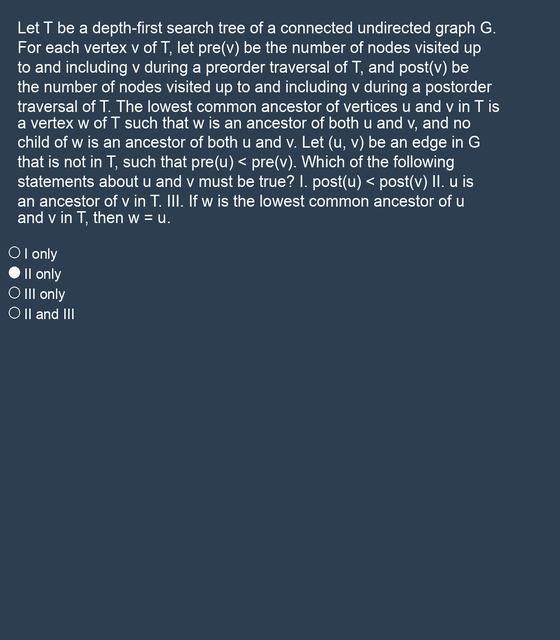 Let T be a depth-first search tree of a connected undirected graph G.
For each vertex v of T, let pre(v) be the number of nodes visited up
to and including v during a preorder traversal of T, and post(v) be
the number of nodes visited up to and including v during a postorder
traversal of T. The lowest common ancestor of vertices u and v in T is
a vertex w of T such that w is an ancestor of both u and v, and no
child of w is an ancestor of both u and v. Let (u, v) be an edge in G
that is not in T, such that pre(u) < pre(v). Which of the following
statements about u and v must be true? I. post(u) < post(v) II. u is
an ancestor of v in T. III. If w is the lowest common ancestor of u
and v in T, then w = u.
I only
II only
III only
II and III